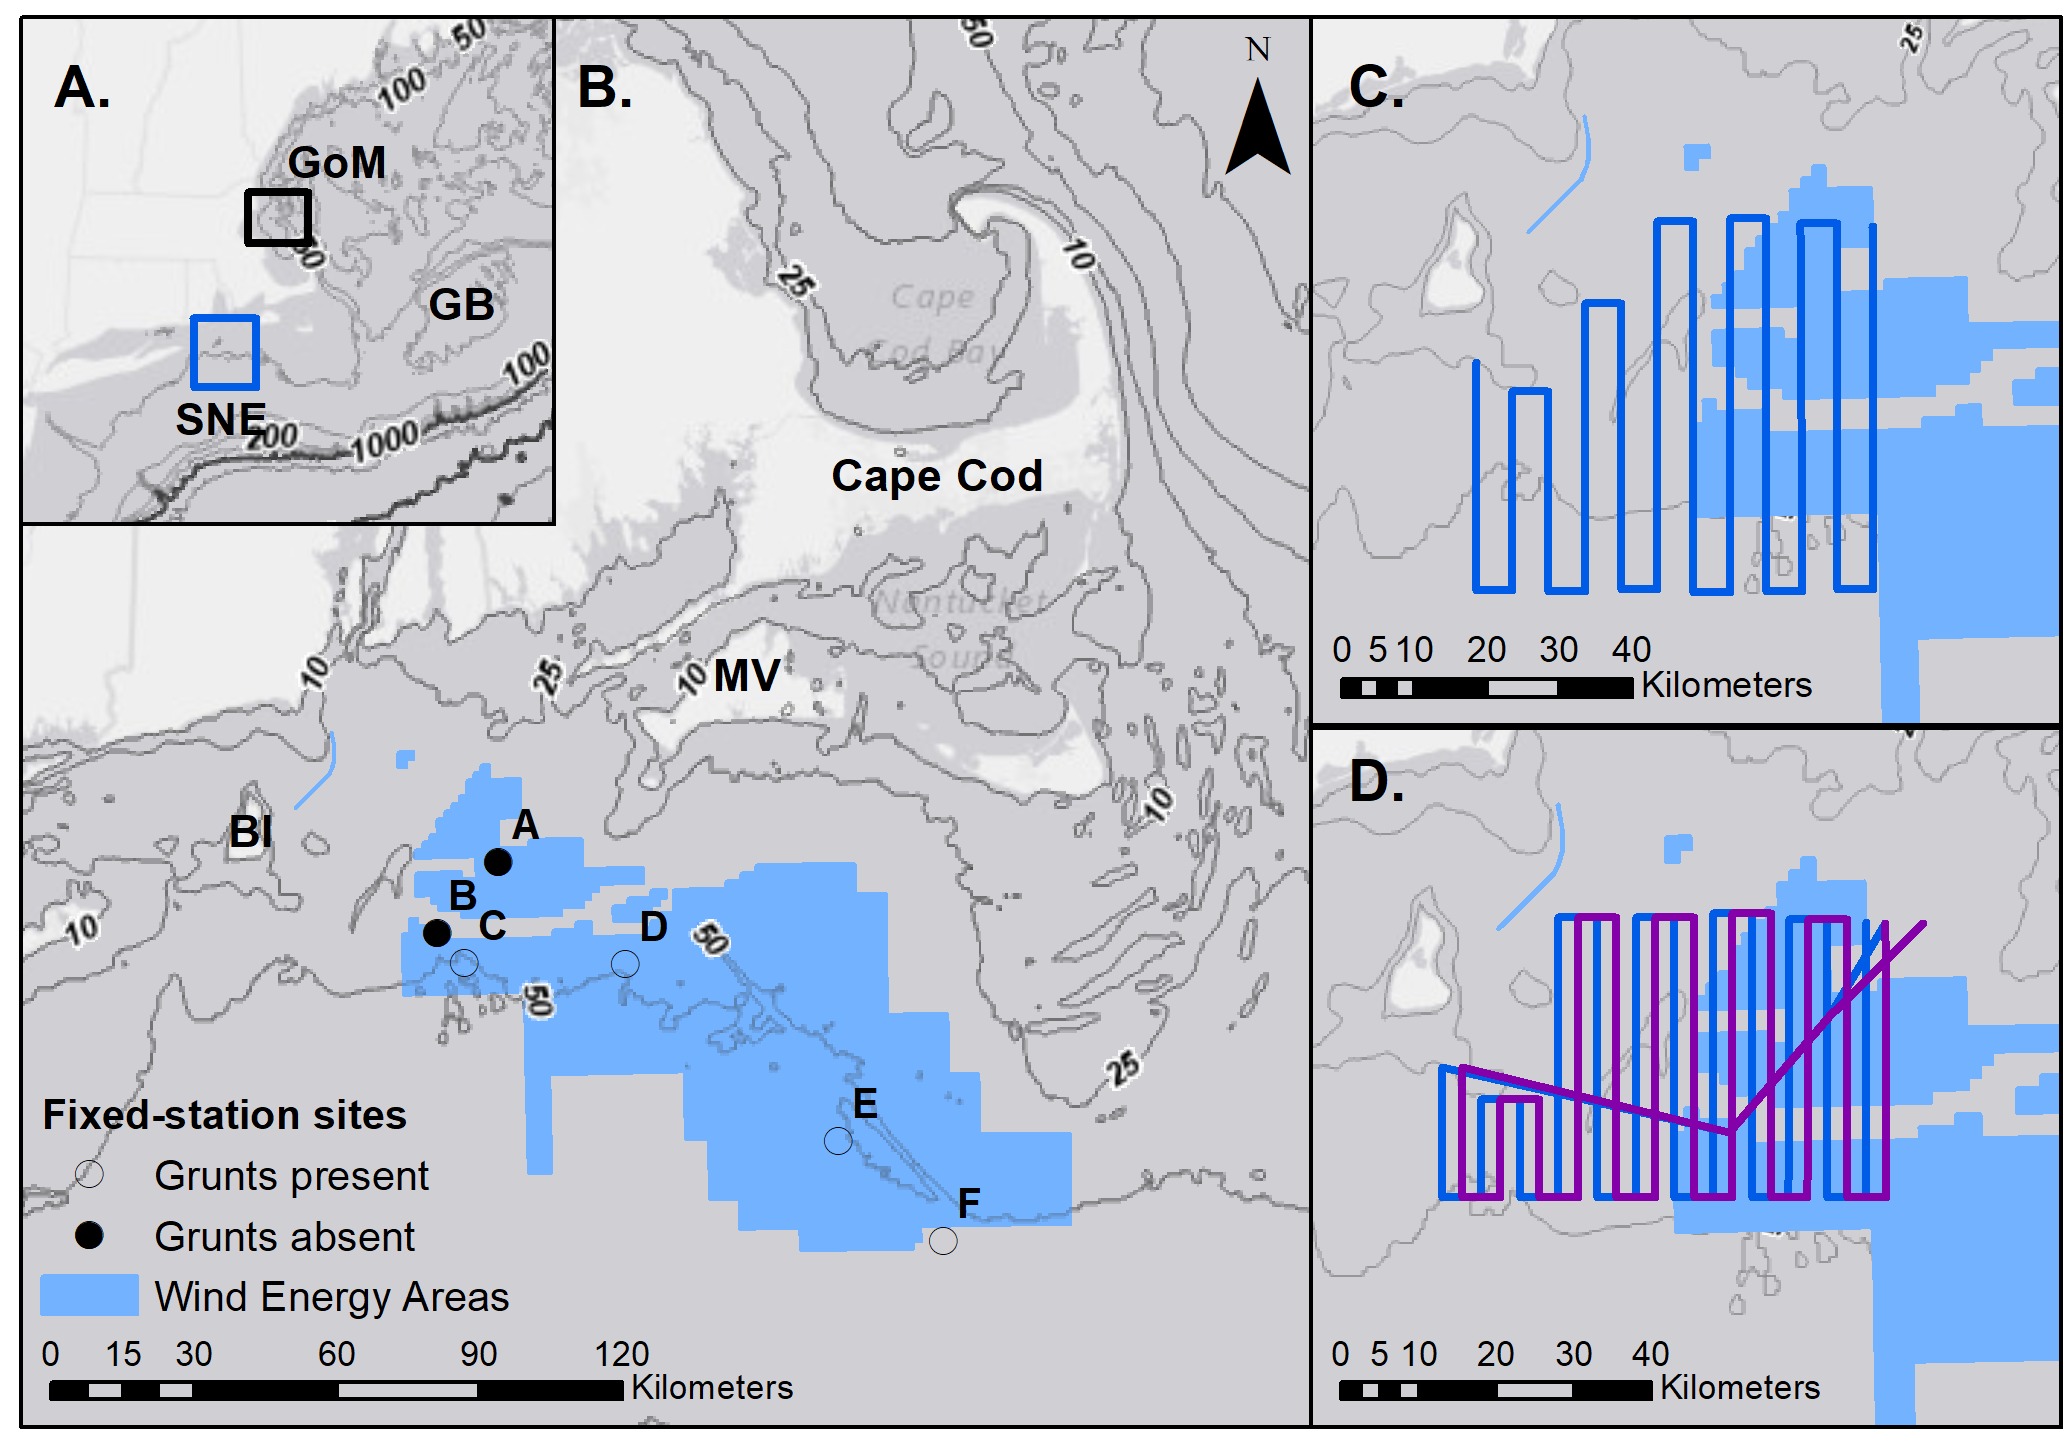 A.
50
100
GoM
50
GB
100
SNE
200
1000
B.
50
N
25
10
Cape
Cod Bay
Cape Cod
Nantucket
Sound
10
25
10
MV
BI
10
10
A
B
C
D
50
50
25
E
F
Fixed-station sites
Grunts present
Grunts absent
Wind Energy Areas
0 15 30 60 90 120
Kilometers
C.
25
0 5 10 20 30 40
Kilometers
D.
0 5 10 20 30 40
Kilometers